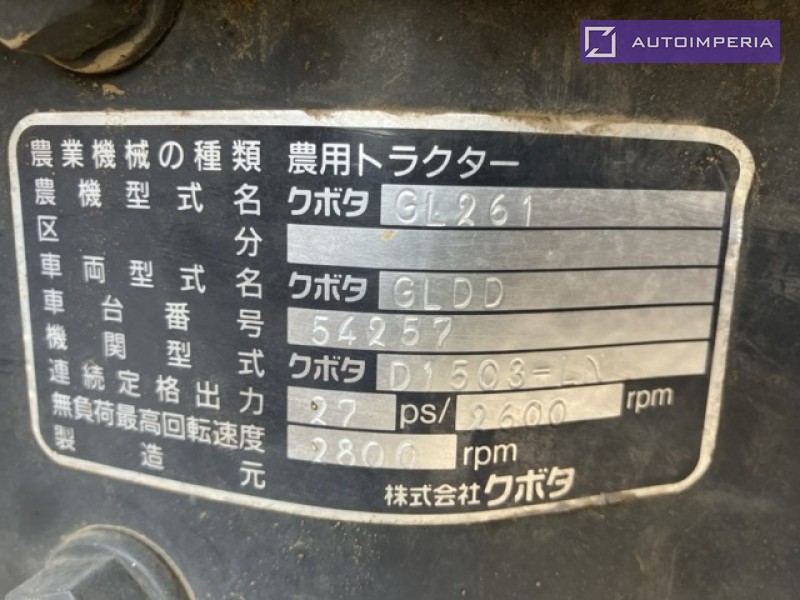 AUTOIMPERIA
農業機械の種類 農用トラクター
農機型式名 クボタ GL261
区分
車両型式名 クボタ GLDD
車台番号 54257
機関型式 クボタ D1503-LA
連続定格出力 27 ps/ 2600 rpm
無負荷最高回転速度 2800 rpm
製造元 株式会社クボタ